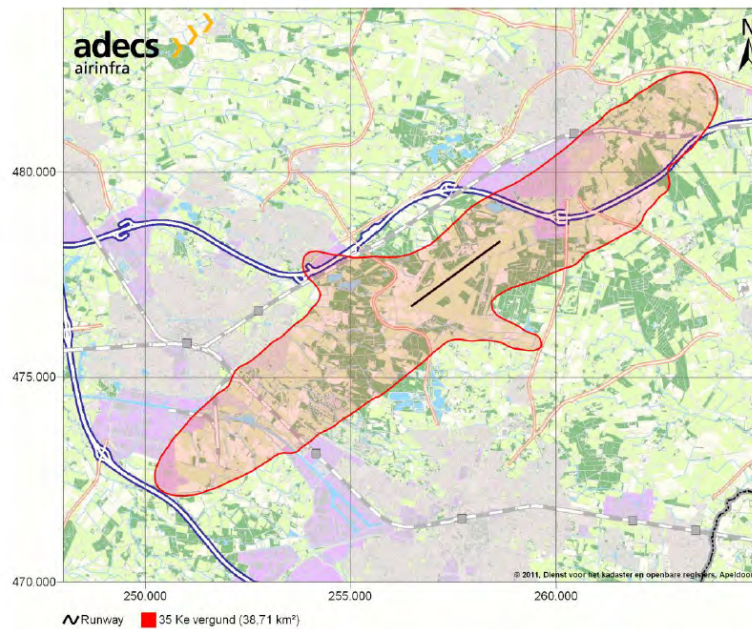 adecs
airinfra
N
480.000
475.000
470.000
250.000
255.000
260.000
© 2011, Dienst voor het kadaster en openbare registers, Apeldoor
Runway
35 Ke vergund (38,71 km²)